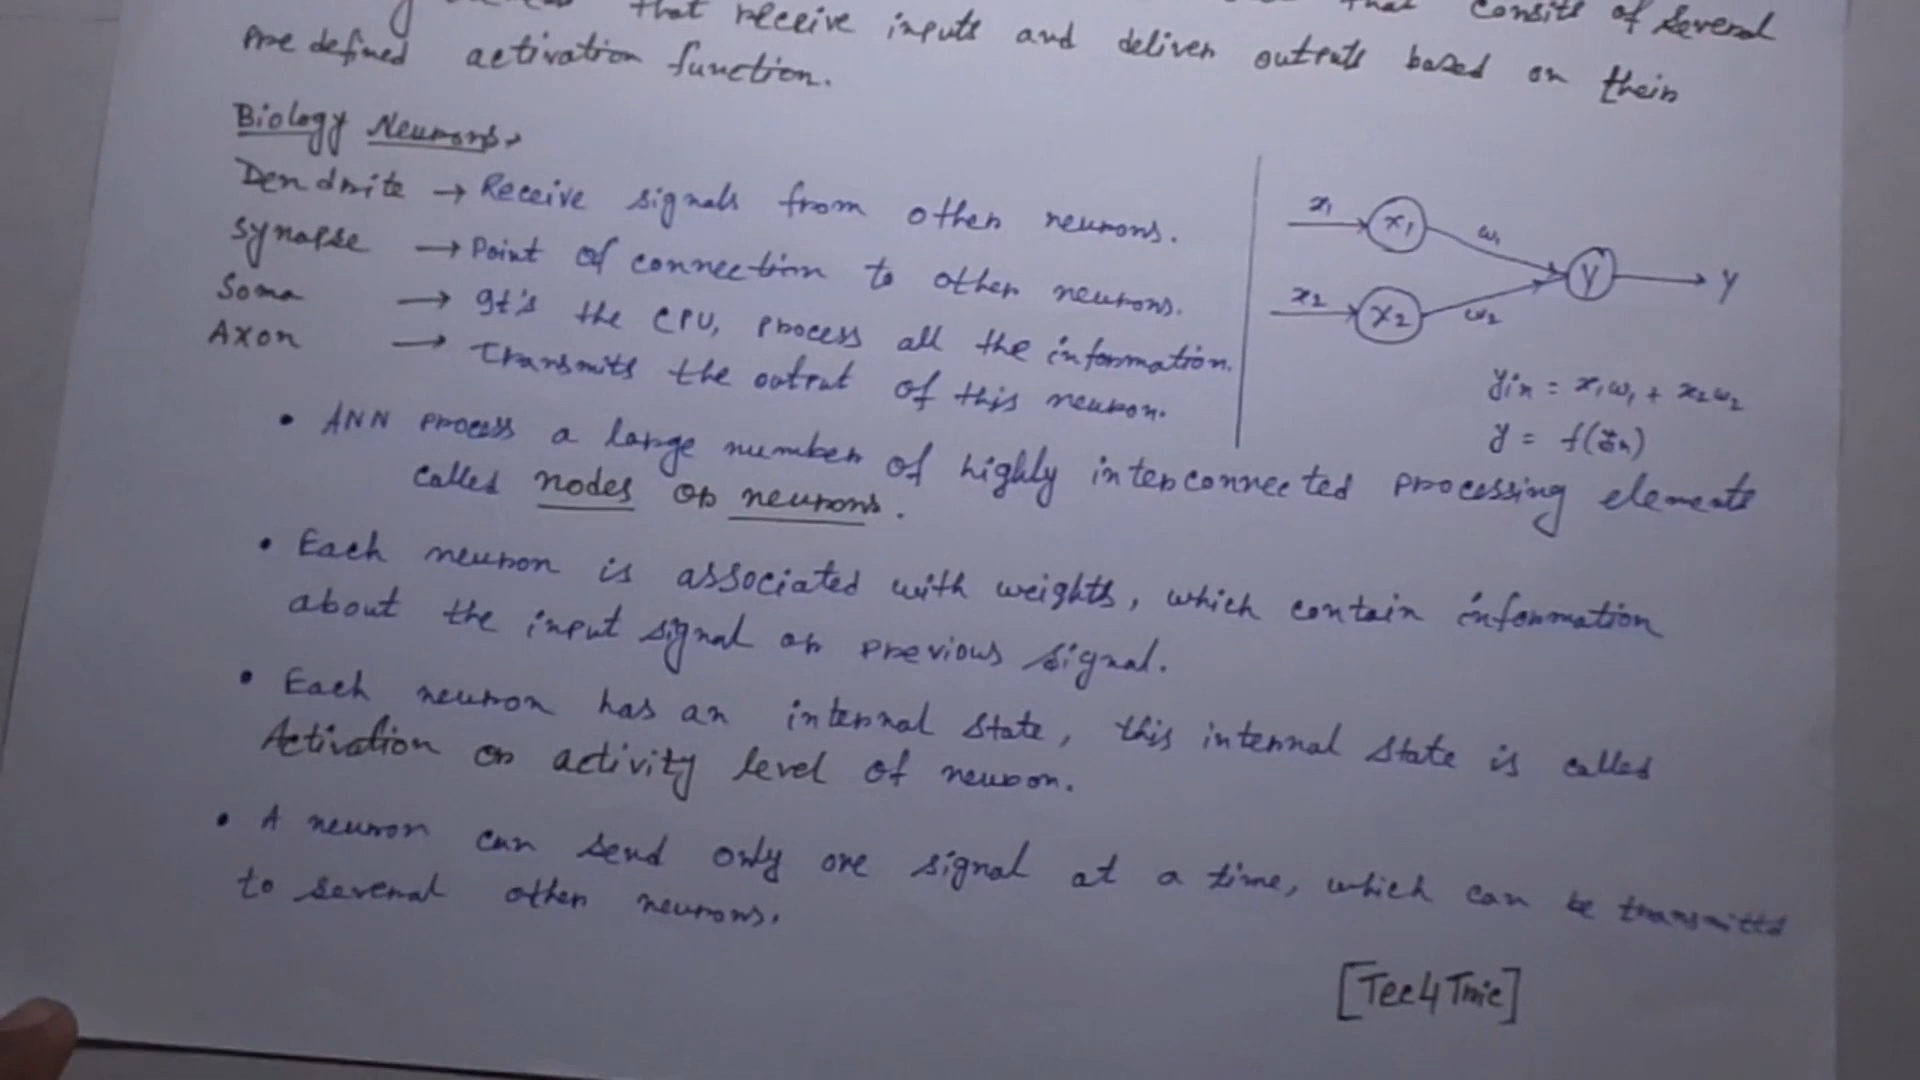 that receive inputs and deliver outputs based on their
that consits of several
Pre defined activation function.
Biology Neurons
Dendrite → Receive signals from other neurons.
Synapse → Point of connection to other neurons.
Soma → It's the CPU, Process all the information.
Axon → transmits the output of this neuron.
x1 X1 w1
Y Y
x2 X2 w2
yin = x1w1 + x2w2
y = f(yin)
• ANN Process a large number of highly interconnected processing elements
called nodes or neurons.
• Each neuron is associated with weights, which contain information
about the input signal or previous signal.
• Each neuron has an internal state, this internal state is called
Activation or activity level of neuron.
• A neuron can send only one signal at a time, which can be transmitted
to several other neurons.
[Tec4Tric]